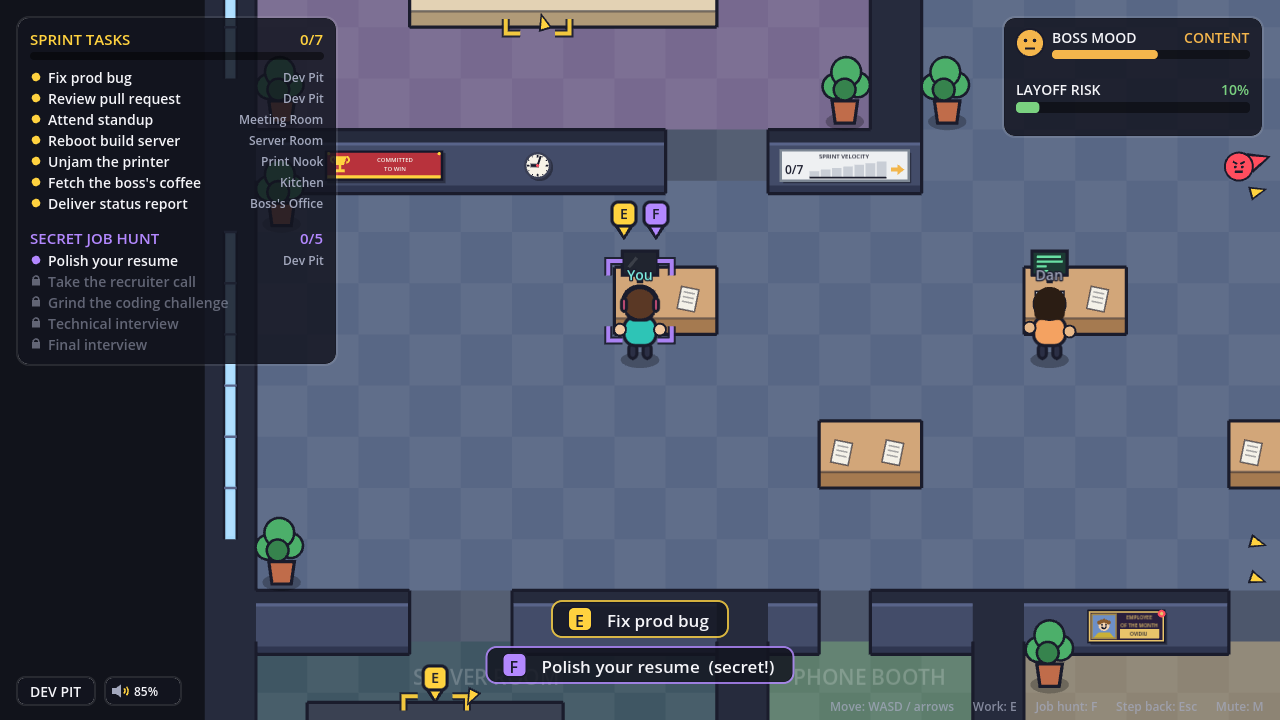 SPRINT TASKS 0/7
Fix prod bug Dev Pit
Review pull request Dev Pit
Attend standup Meeting Room
Reboot build server Server Room
Unjam the printer Print Nook
Fetch the boss's coffee Kitchen
Deliver status report Boss's Office
SECRET JOB HUNT 0/5
Polish your resume Dev Pit
Take the recruiter call
Grind the coding challenge
Technical interview
Final interview
BOSS MOOD CONTENT
LAYOFF RISK 10%
COMMITTED
TO WIN
SPRINT VELOCITY
0/7
E F
You
Dan
E Fix prod bug
EMPLOYEE
OF THE MONTH
OVIDIU
F Polish your resume (secret!)
PHONE BOOTH
E
DEV PIT 85%
Move: WASD / arrows Work: E Job hunt: F Step back: Esc Mute: M